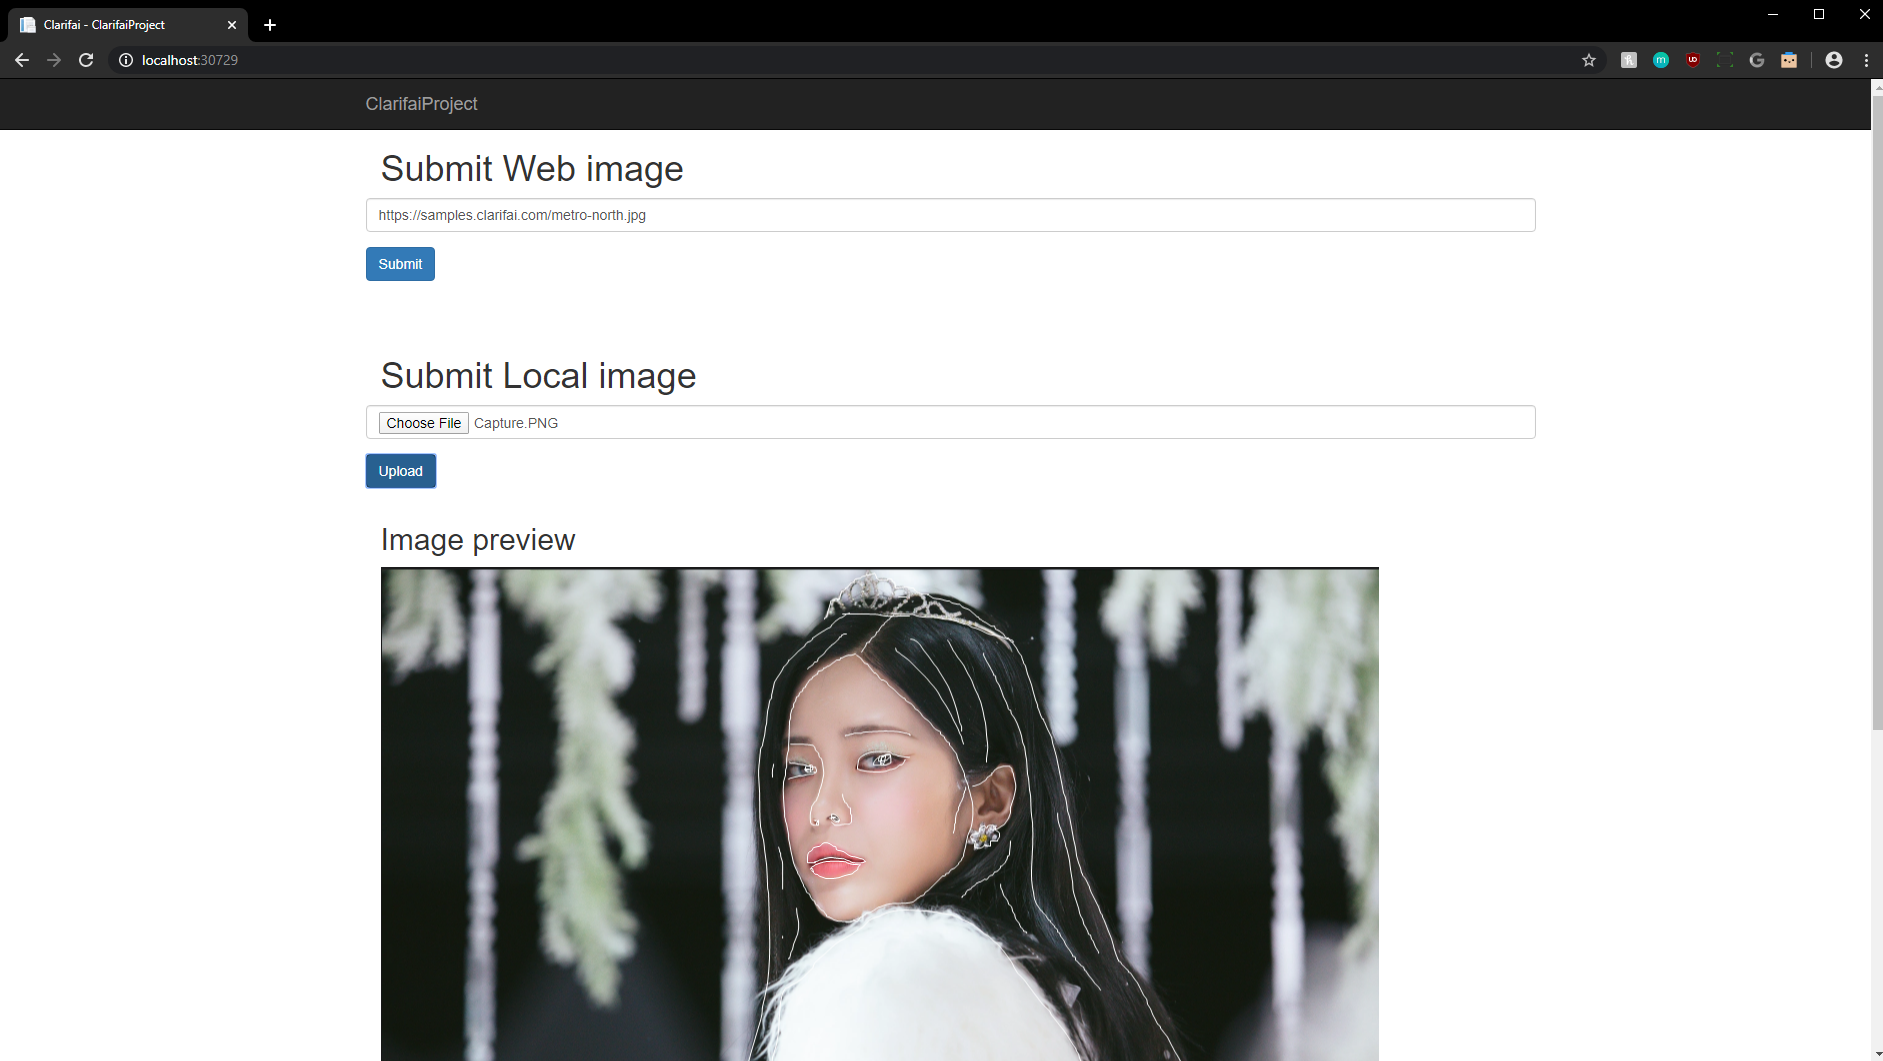 Clarifai - ClarifaiProject
localhost:30729
ClarifaiProject
Submit Web image
https://samples.clarifai.com/metro-north.jpg
Submit
Submit Local image
Choose File Capture.PNG
Upload
Image preview